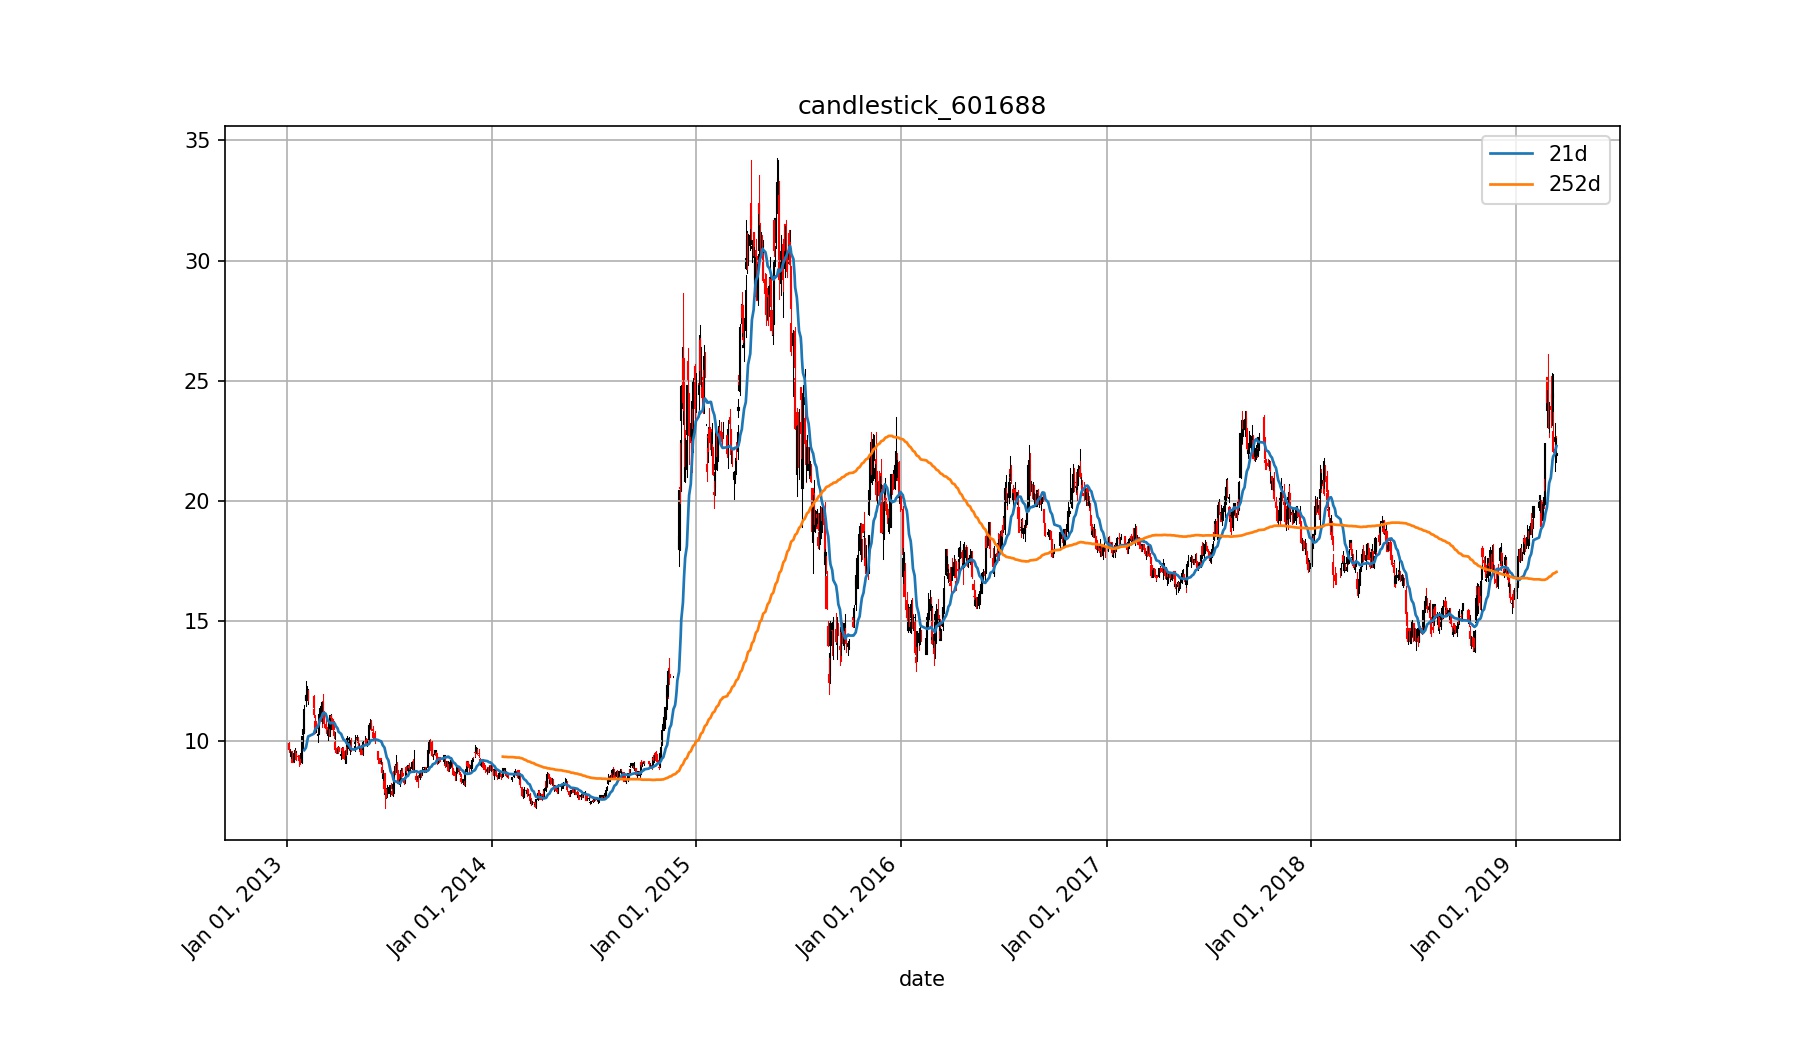 candlestick_601688
21d
252d
35
30
25
20
15
10
Jan 01, 2013
Jan 01, 2014
Jan 01, 2015
Jan 01, 2016
Jan 01, 2017
Jan 01, 2018
Jan 01, 2019
date